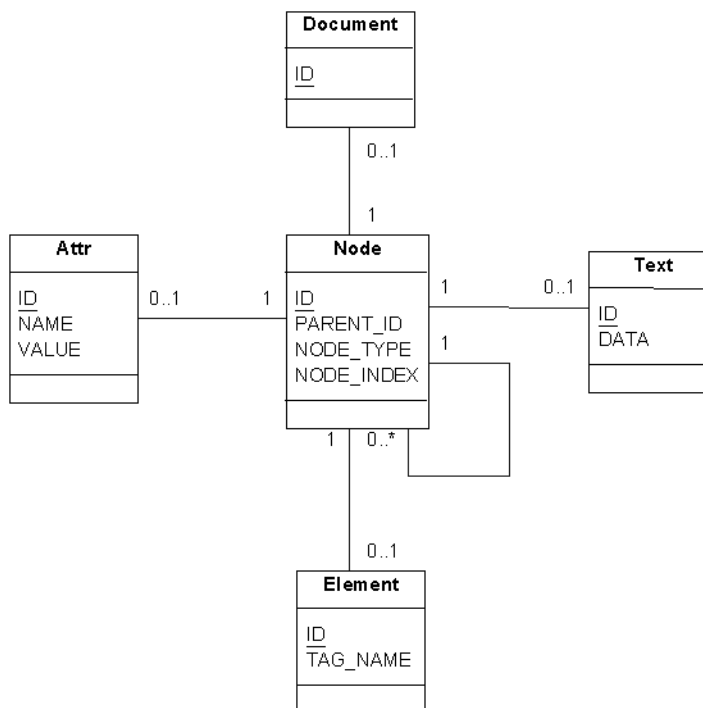 Document
ID
0..1
1
Attr
ID
NAME
VALUE
0..1
1
Node
ID
PARENT_ID
NODE_TYPE
NODE_INDEX
1
0..1
Text
ID
DATA
1
1
0..*
0..1
Element
ID
TAG_NAME